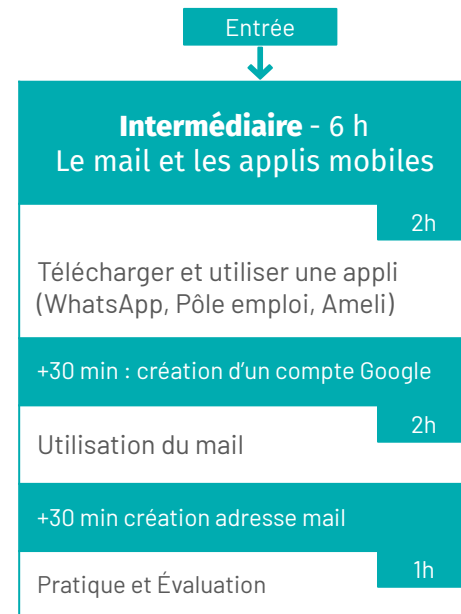 Entrée
Intermédiaire - 6 h
Le mail et les applis mobiles
2h
Télécharger et utiliser une appli
(WhatsApp, Pôle emploi, Ameli)
+30 min : création d'un compte Google
2h
Utilisation du mail
+30 min création adresse mail
1h
Pratique et Évaluation